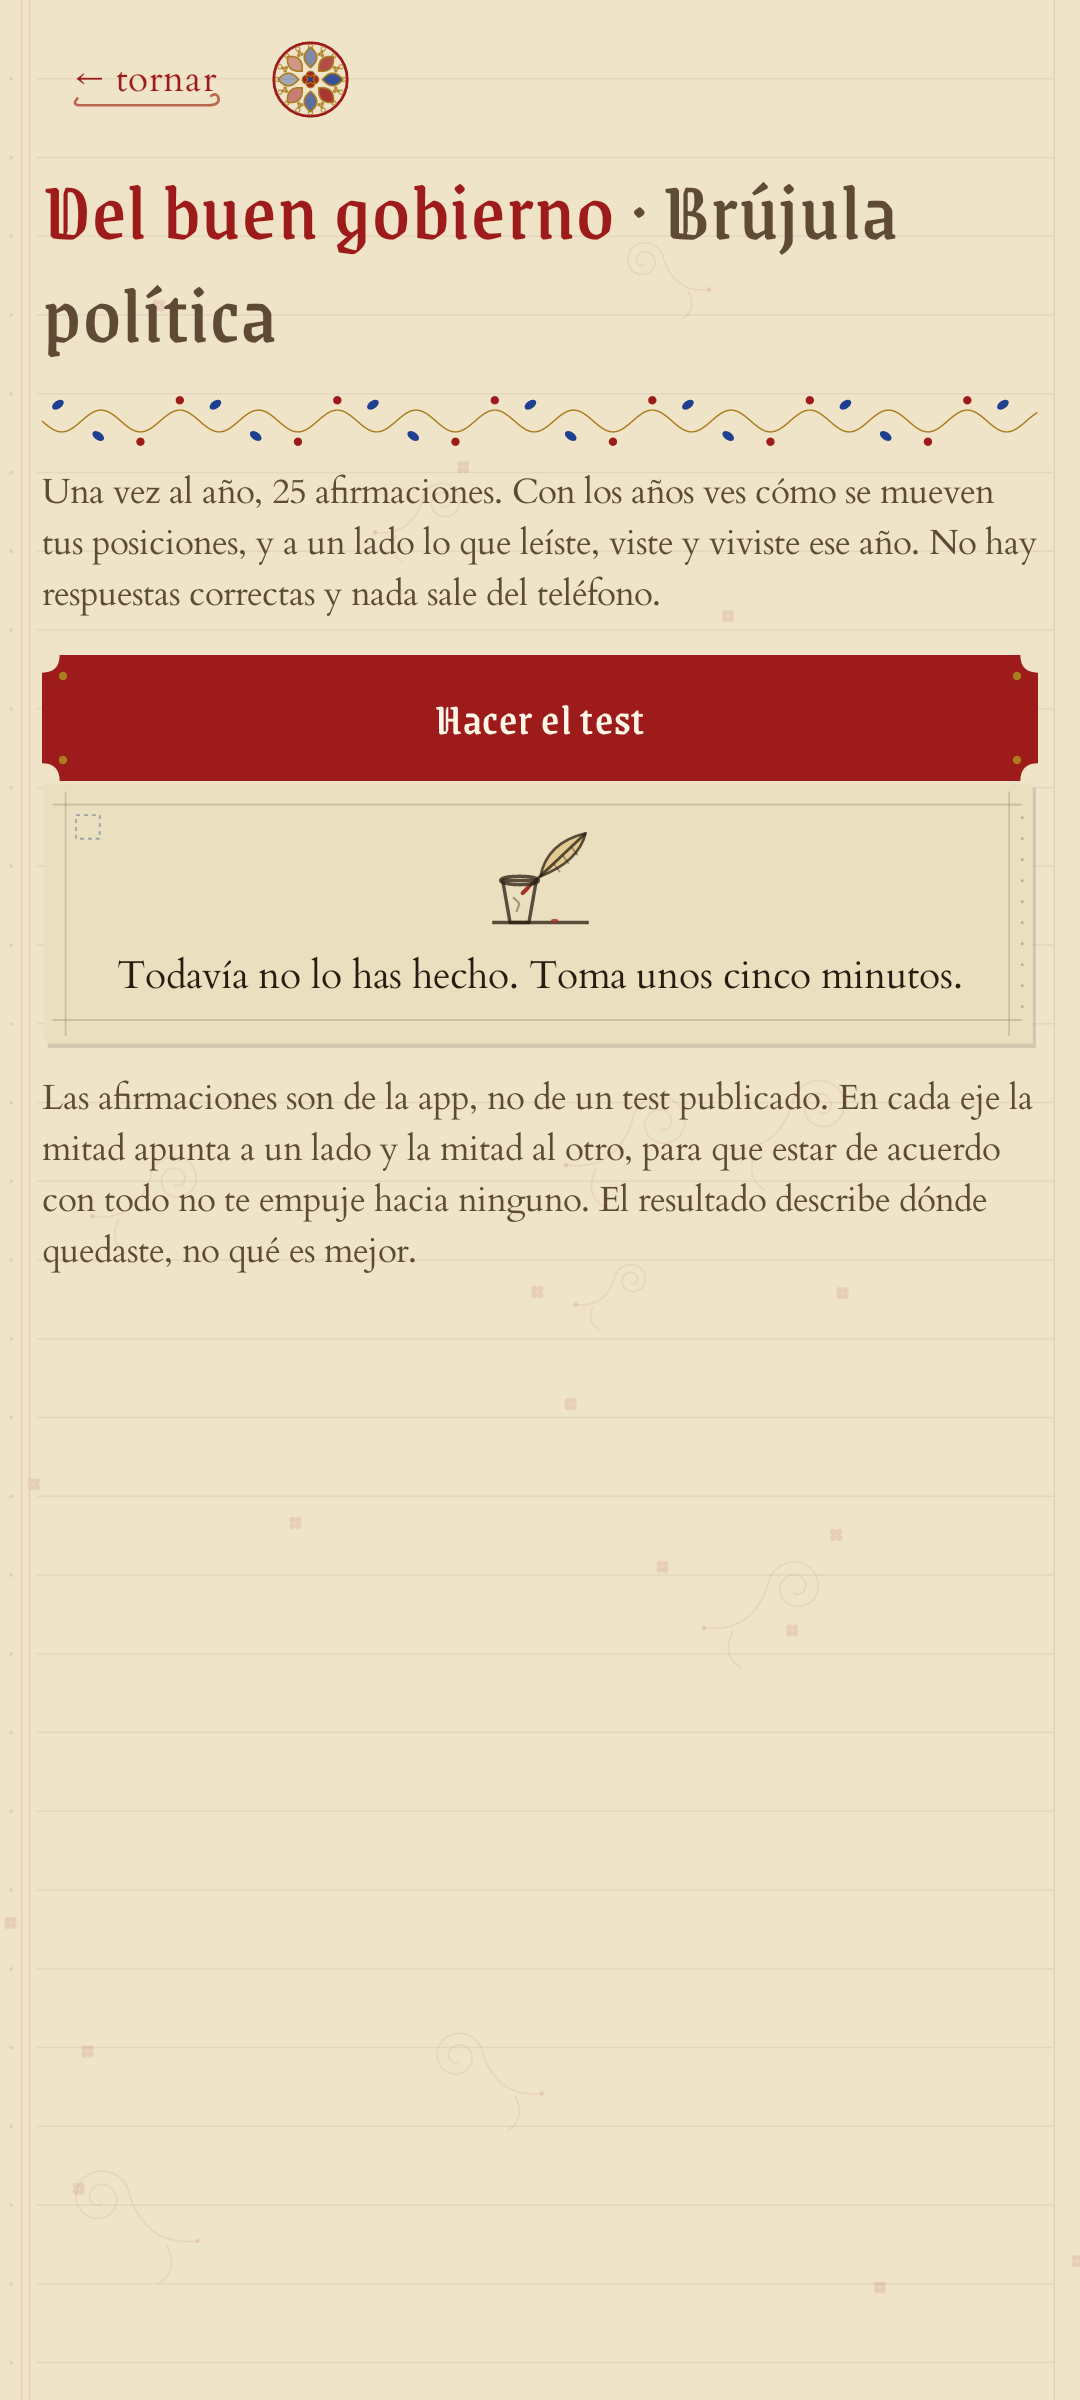 ← tornar
Del buen gobierno · Brújula
política
Una vez al año, 25 afirmaciones. Con los años ves cómo se mueven
tus posiciones, y a un lado lo que leíste, viste y viviste ese año. No hay
respuestas correctas y nada sale del teléfono.
Hacer el test
Todavía no lo has hecho. Toma unos cinco minutos.
Las afirmaciones son de la app, no de un test publicado. En cada eje la
mitad apunta a un lado y la mitad al otro, para que estar de acuerdo
con todo no te empuje hacia ninguno. El resultado describe dónde
quedaste, no qué es mejor.